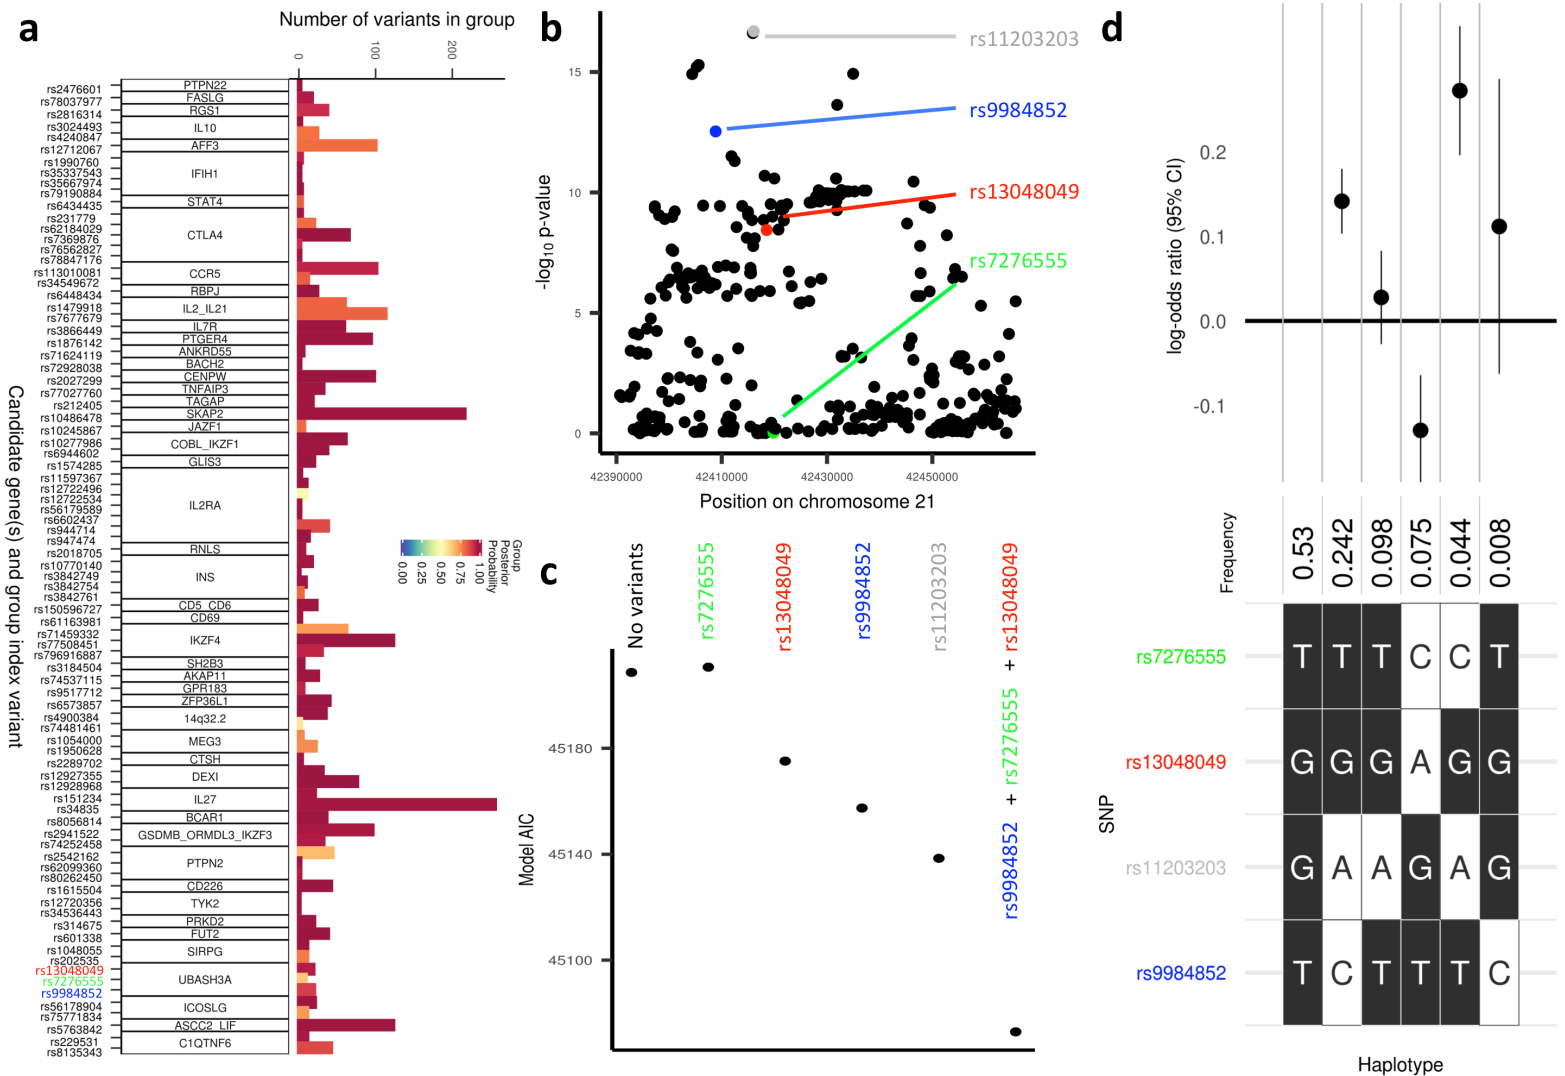 a
Number of variants in group
0
100
200
Candidate gene(s) and group index variant
rs2476601
rs78037977
rs2816314
rs3024493
rs4240847
rs12712067
rs1990760
rs35337543
rs35667974
rs79190884
rs6434435
rs231779
rs62184029
rs7369876
rs76562827
rs78847176
rs113010081
rs34549672
rs6448434
rs1479918
rs7677679
rs3866449
rs1876142
rs71624119
rs72928038
rs2027299
rs77027760
rs212405
rs10486478
rs10245867
rs10277986
rs6944602
rs1574285
rs11597367
rs12722496
rs12722534
rs56179589
rs6602437
rs944714
rs947474
rs2018705
rs10770140
rs3842749
rs3842754
rs3842761
rs150596727
rs61163981
rs71459332
rs77508451
rs796916887
rs3184504
rs74537115
rs9517712
rs6573857
rs4900384
rs74481461
rs1054000
rs1950628
rs2289702
rs12927355
rs12928968
rs151234
rs34835
rs8056814
rs2941522
rs74252458
rs2542162
rs62099360
rs80262450
rs1615504
rs12720356
rs34536443
rs314675
rs601338
rs1048055
rs202535
rs13048049
rs7276555
rs9984852
rs56178904
rs75771834
rs5763842
rs229531
rs8135343
PTPN22
FASLG
RGS1
IL10
AFF3
IFIH1
STAT4
CTLA4
CCR5
RBPJ
IL2_IL21
IL7R
PTGER4
ANKRD55
BACH2
CENPW
TNFAIP3
TAGAP
SKAP2
JAZF1
COBL_IKZF1
GLIS3
IL2RA
RNLS
INS
CD5_CD6
CD69
IKZF4
SH2B3
AKAP11
GPR183
ZFP36L1
14q32.2
MEG3
CTSH
DEXI
IL27
BCAR1
GSDMB_ORMDL3_IKZF3
PTPN2
CD226
TYK2
PRKD2
FUT2
SIRPG
UBASH3A
ICOSLG
ASCC2_LIF
C1QTNF6
Group
Posterior
Probability
0.00
0.25
0.50
0.75
1.00
b
-log10 p-value
15
10
5
0
42390000
42410000
42430000
42450000
Position on chromosome 21
rs11203203
rs9984852
rs13048049
rs7276555
c
No variants
rs7276555
rs13048049
rs9984852
rs11203203
rs9984852 + rs7276555 + rs13048049
Model AIC
45180
45140
45100
d
log-odds ratio (95% CI)
0.2
0.1
0.0
-0.1
Frequency
0.53
0.242
0.098
0.075
0.044
0.008
SNP
rs7276555
T T T C C T
rs13048049
G G G A G G
rs11203203
G A A G A G
rs9984852
T C T T T C
Haplotype